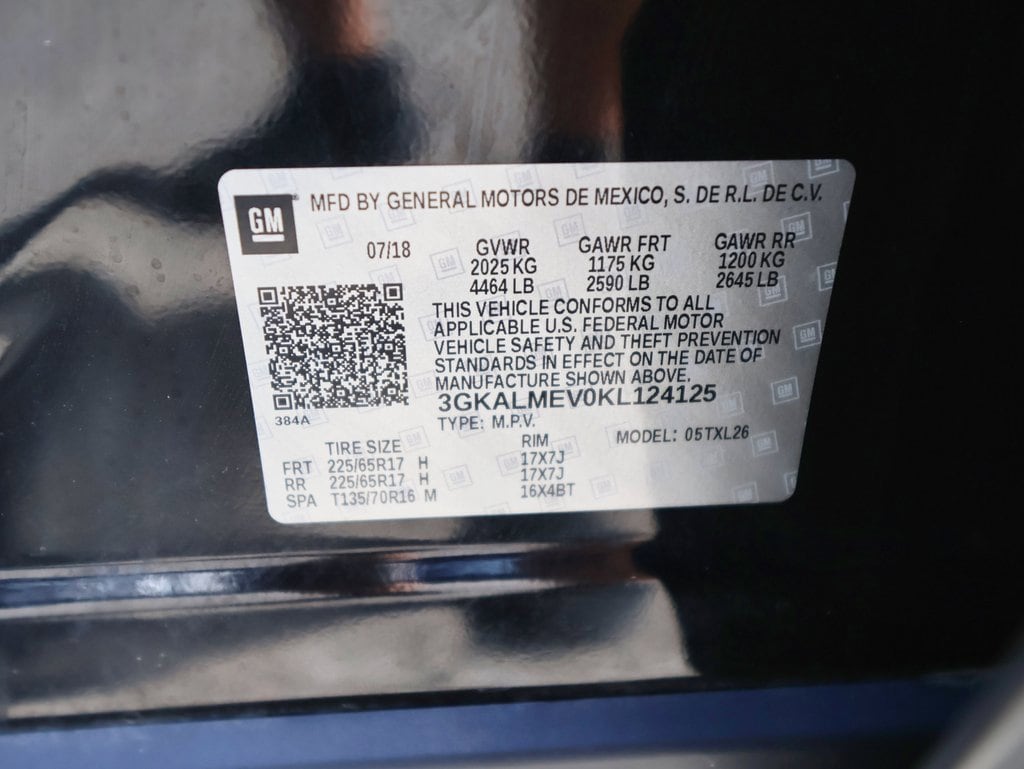 GM
MFD BY GENERAL MOTORS DE MEXICO, S. DE R.L. DE C.V.
07/18 GVWR GAWR FRT GAWR RR
2025 KG 1175 KG 1200 KG
4464 LB 2590 LB 2645 LB
THIS VEHICLE CONFORMS TO ALL
APPLICABLE U.S. FEDERAL MOTOR
VEHICLE SAFETY AND THEFT PREVENTION
STANDARDS IN EFFECT ON THE DATE OF
MANUFACTURE SHOWN ABOVE.
3GKALMEV0KL124125
384A
TYPE: M.P.V.
MODEL: 05TXL26
TIRE SIZE RIM
FRT 225/65R17 H 17X7J
RR 225/65R17 H 17X7J
SPA T135/70R16 M 16X4BT